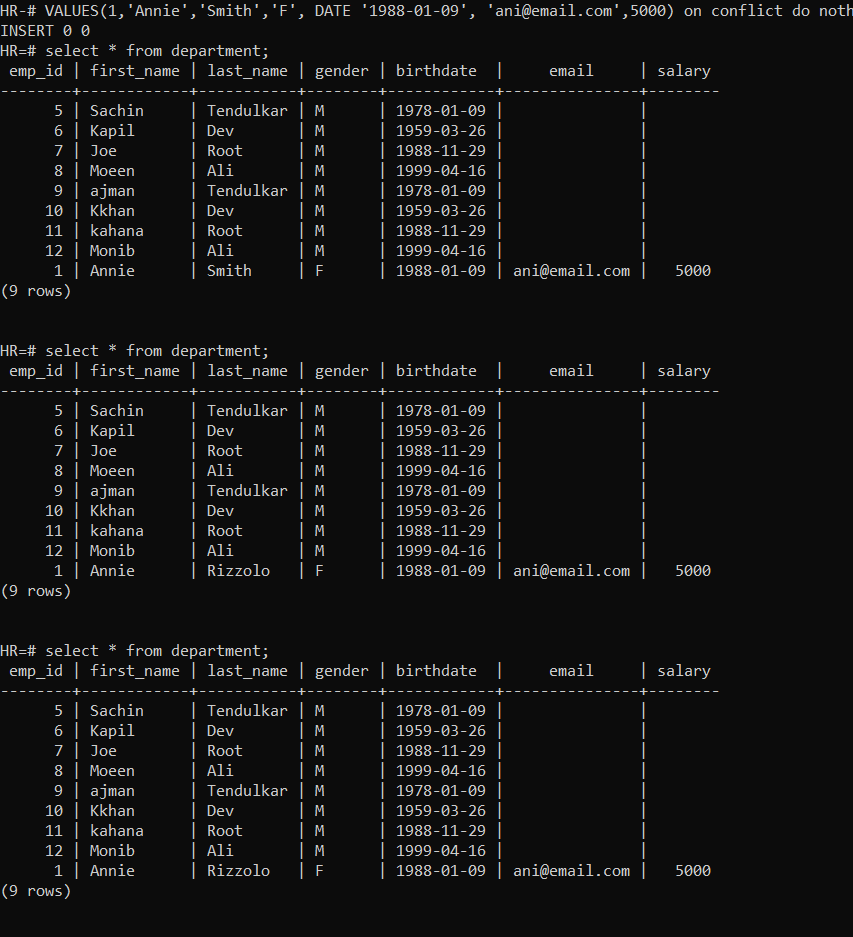 HR-# VALUES(1,'Annie','Smith','F', DATE '1988-01-09', 'ani@email.com',5000) on conflict do noth
INSERT 0 0
HR=# select * from department;
 emp_id | first_name | last_name | gender | birthdate  |     email     | salary
--------+------------+-----------+--------+------------+---------------+--------
      5 | Sachin     | Tendulkar | M      | 1978-01-09 |               |
      6 | Kapil      | Dev       | M      | 1959-03-26 |               |
      7 | Joe        | Root      | M      | 1988-11-29 |               |
      8 | Moeen      | Ali       | M      | 1999-04-16 |               |
      9 | ajman      | Tendulkar | M      | 1978-01-09 |               |
     10 | Kkhan      | Dev       | M      | 1959-03-26 |               |
     11 | kahana     | Root      | M      | 1988-11-29 |               |
     12 | Monib      | Ali       | M      | 1999-04-16 |               |
      1 | Annie      | Smith     | F      | 1988-01-09 | ani@email.com |   5000
(9 rows)
HR=# select * from department;
 emp_id | first_name | last_name | gender | birthdate  |     email     | salary
--------+------------+-----------+--------+------------+---------------+--------
      5 | Sachin     | Tendulkar | M      | 1978-01-09 |               |
      6 | Kapil      | Dev       | M      | 1959-03-26 |               |
      7 | Joe        | Root      | M      | 1988-11-29 |               |
      8 | Moeen      | Ali       | M      | 1999-04-16 |               |
      9 | ajman      | Tendulkar | M      | 1978-01-09 |               |
     10 | Kkhan      | Dev       | M      | 1959-03-26 |               |
     11 | kahana     | Root      | M      | 1988-11-29 |               |
     12 | Monib      | Ali       | M      | 1999-04-16 |               |
      1 | Annie      | Rizzolo   | F      | 1988-01-09 | ani@email.com |   5000
(9 rows)
HR=# select * from department;
 emp_id | first_name | last_name | gender | birthdate  |     email     | salary
--------+------------+-----------+--------+------------+---------------+--------
      5 | Sachin     | Tendulkar | M      | 1978-01-09 |               |
      6 | Kapil      | Dev       | M      | 1959-03-26 |               |
      7 | Joe        | Root      | M      | 1988-11-29 |               |
      8 | Moeen      | Ali       | M      | 1999-04-16 |               |
      9 | ajman      | Tendulkar | M      | 1978-01-09 |               |
     10 | Kkhan      | Dev       | M      | 1959-03-26 |               |
     11 | kahana     | Root      | M      | 1988-11-29 |               |
     12 | Monib      | Ali       | M      | 1999-04-16 |               |
      1 | Annie      | Rizzolo   | F      | 1988-01-09 | ani@email.com |   5000
(9 rows)